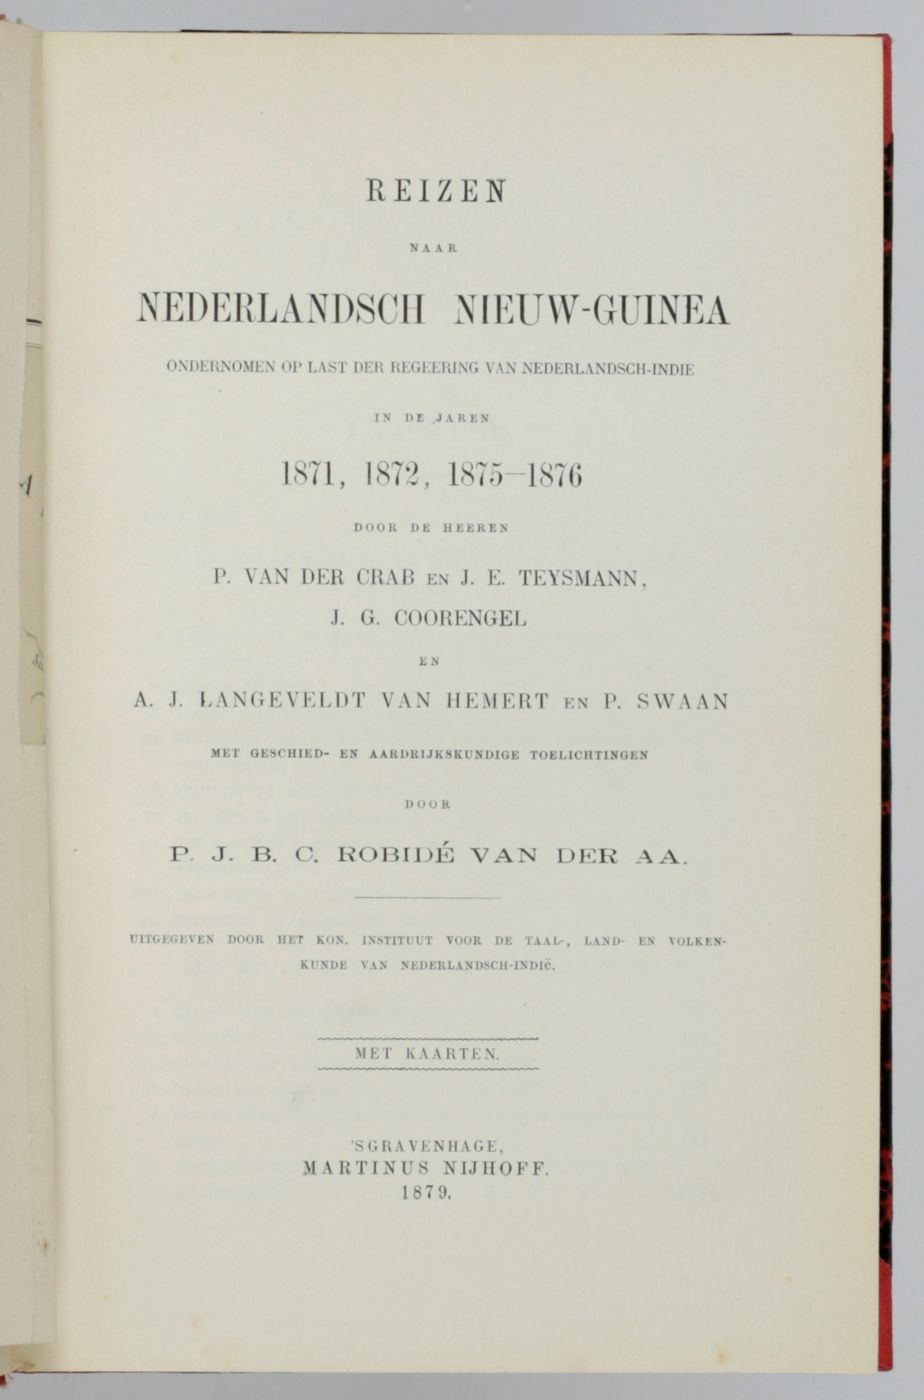 REIZEN
NAAR
NEDERLANDSCH NIEUW-GUINEA
ONDERNOMEN OP LAST DER REGEERING VAN NEDERLANDSCH-INDIE
IN DE JAREN
1871, 1872, 1875—1876
DOOR DE HEEREN
P. VAN DER CRAB EN J. E. TEYSMANN,
J. G. COORENGEL
EN
A. J. LANGEVELDT VAN HEMERT EN P. SWAAN
MET GESCHIED- EN AARDRIJKSKUNDIGE TOELICHTINGEN
DOOR
P. J. B. C. ROBIDÉ VAN DER AA.
UITGEGEVEN DOOR HET KON. INSTITUUT VOOR DE TAAL-, LAND- EN VOLKEN-
KUNDE VAN NEDERLANDSCH-INDIË.
MET KAARTEN.
'SGRAVENHAGE,
MARTINUS NIJHOFF.
1879.